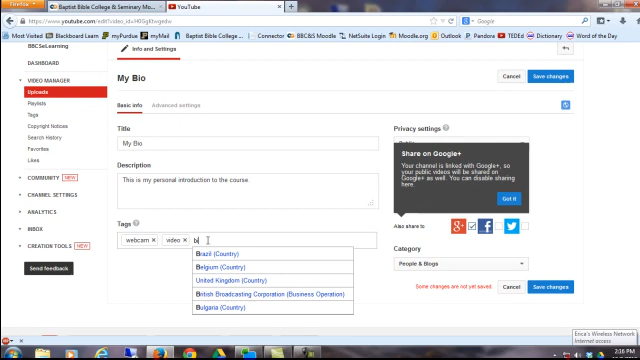 Firefox
Baptist Bible College & Seminary Mo...
YouTube
https://www.youtube.com/edit?video_id=
Google
Most Visited
Baptist Bible College
Blackboard
myPurdue
myMail
BBC&S Moodle
NetSuite Login
Outlook
Pandora
TEDEd
Dictionary
Word of the Day
BBCSeLearning
Info and Settings
DASHBOARD
VIDEO MANAGER
Uploads
Playlists
Tags
Copyright Notices
Search History
Favorites
Likes
COMMUNITY NEW
CHANNEL SETTINGS
ANALYTICS
INBOX
CREATION TOOLS NEW
Send feedback
My Bio
Cancel
Save changes
Basic info
Advanced settings
Title
My Bio
Description
This is my personal introduction to the course.
Tags
webcam
video
b
Brazil (Country)
Belgium (Country)
United Kingdom (Country)
British Broadcasting Corporation (Business Operation)
Bulgaria (Country)
Privacy settings
Public
Share on Google+
Your channel is linked with Google+, so
your public videos will be shared on
Google+ as well. You can disable sharing
here.
Got it
Also share to
Category
People & Blogs
Some changes are not yet saved.
Cancel
Save changes
Erica's Wireless Network
Internet access
2:16 PM